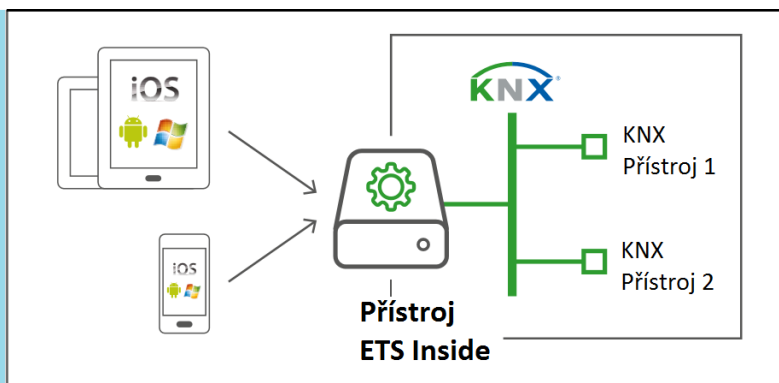 iOS
KNX
KNX
Přístroj 1
iOS
KNX
Přístroj 2
Přístroj
ETS Inside